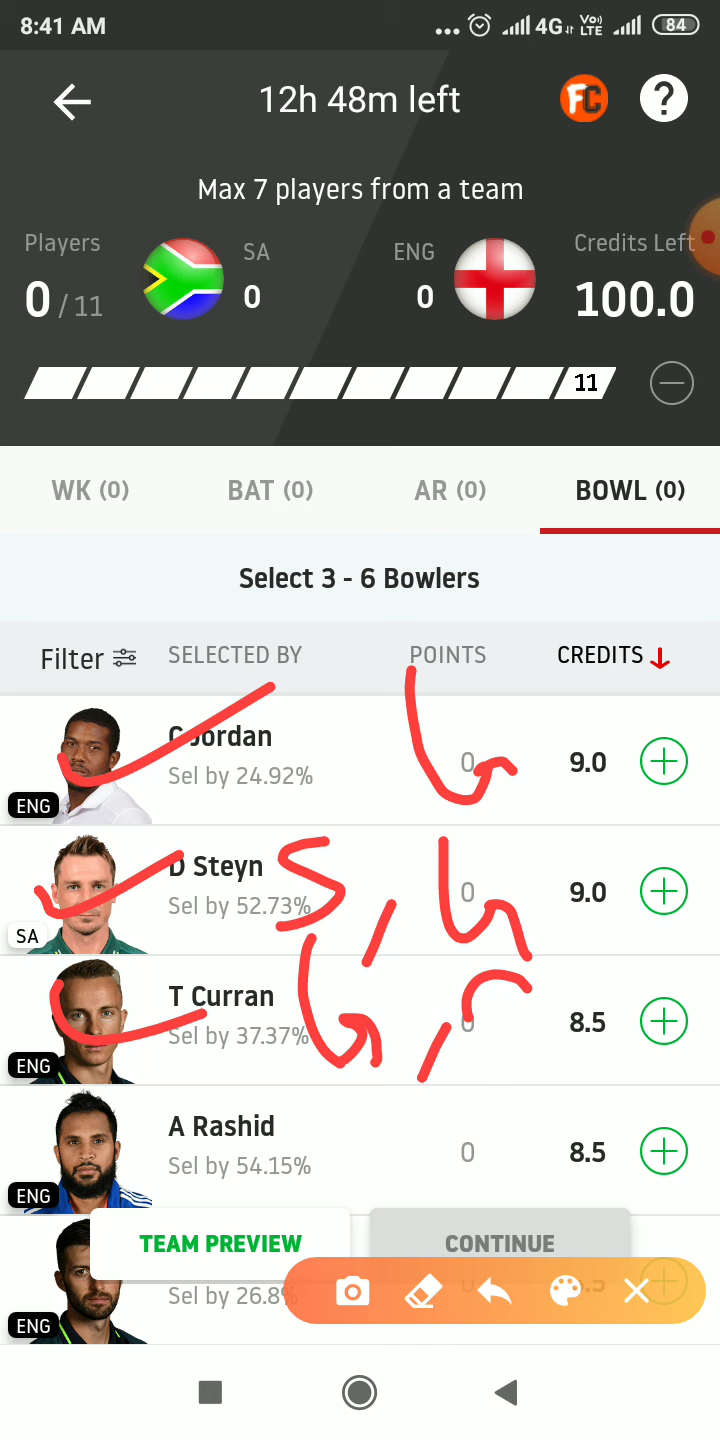 8:41 AM ... 4G Vo) LTE 84
12h 48m left FC ?
Max 7 players from a team
Players SA ENG Credits Left
0 / 11 0 0 100.0
11
WK (0) BAT (0) AR (0) BOWL (0)
Select 3 - 6 Bowlers
Filter SELECTED BY POINTS CREDITS
C Jordan
Sel by 24.92% 0 9.0
ENG
D Steyn
Sel by 52.73% 0 9.0
SA
T Curran
Sel by 37.37% 0 8.5
ENG
A Rashid
Sel by 54.15% 0 8.5
ENG
TEAM PREVIEW CONTINUE
Sel by 26.8%
ENG